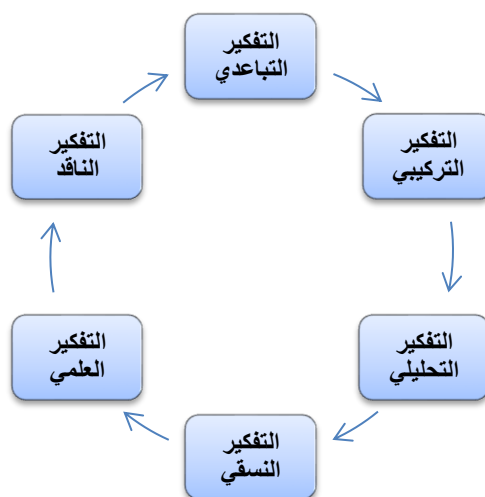 التفكير
التباعدي
التفكير
التركيبي
التفكير
التحليلي
التفكير
النسقي
التفكير
العلمي
التفكير
الناقد